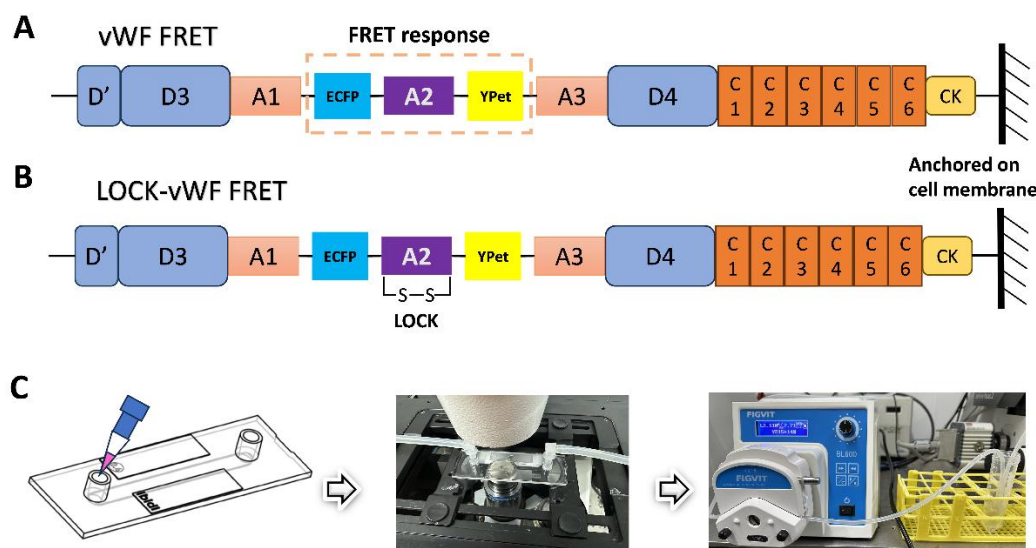 A
vWF FRET
FRET response
D'
D3
A1
ECFP
A2
YPet
A3
D4
C
1
C
2
C
3
C
4
C
5
C
6
CK
Anchored on
cell membrane
B
LOCK-vWF FRET
D'
D3
A1
ECFP
A2
YPet
A3
D4
C
1
C
2
C
3
C
4
C
5
C
6
CK
S—S
LOCK
C
ibidi
FIGVIT
BL600
FIGVIT